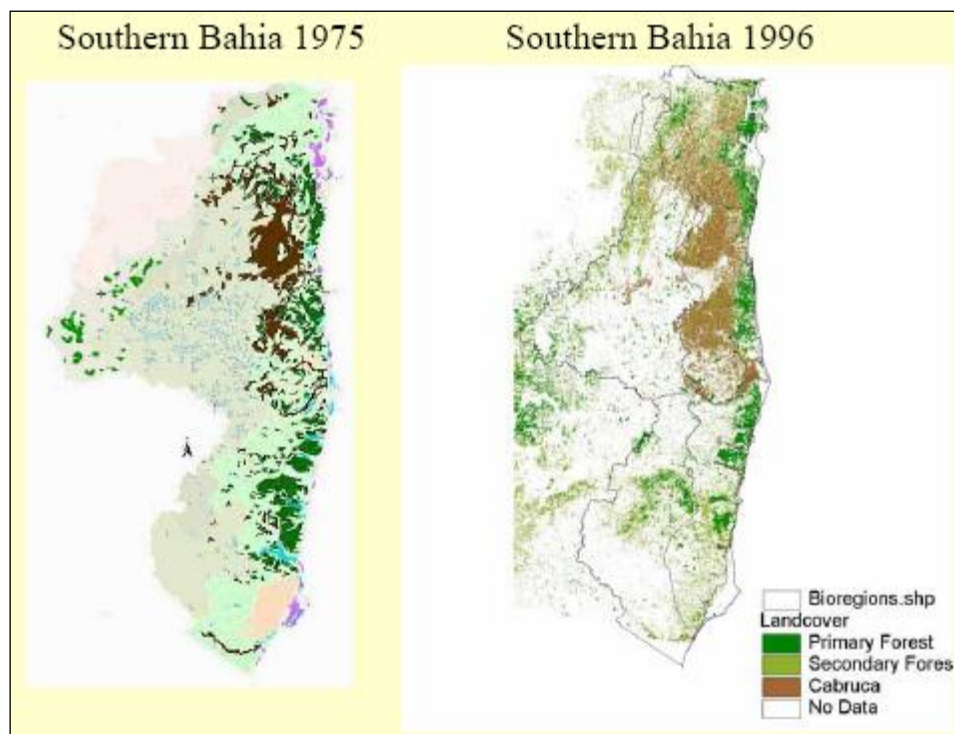 Southern Bahia 1975
Southern Bahia 1996
Bioregions.shp
Landcover
Primary Forest
Secondary Fores
Cabruca
No Data